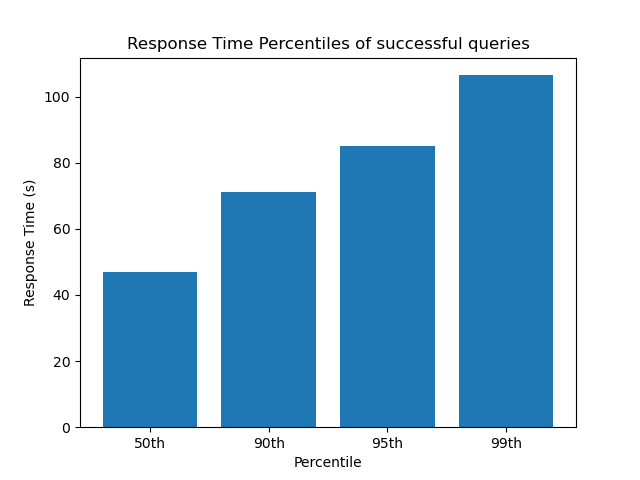 Response Time Percentiles of successful queries
Response Time (s)
100
80
60
40
20
0
50th 90th 95th 99th
Percentile